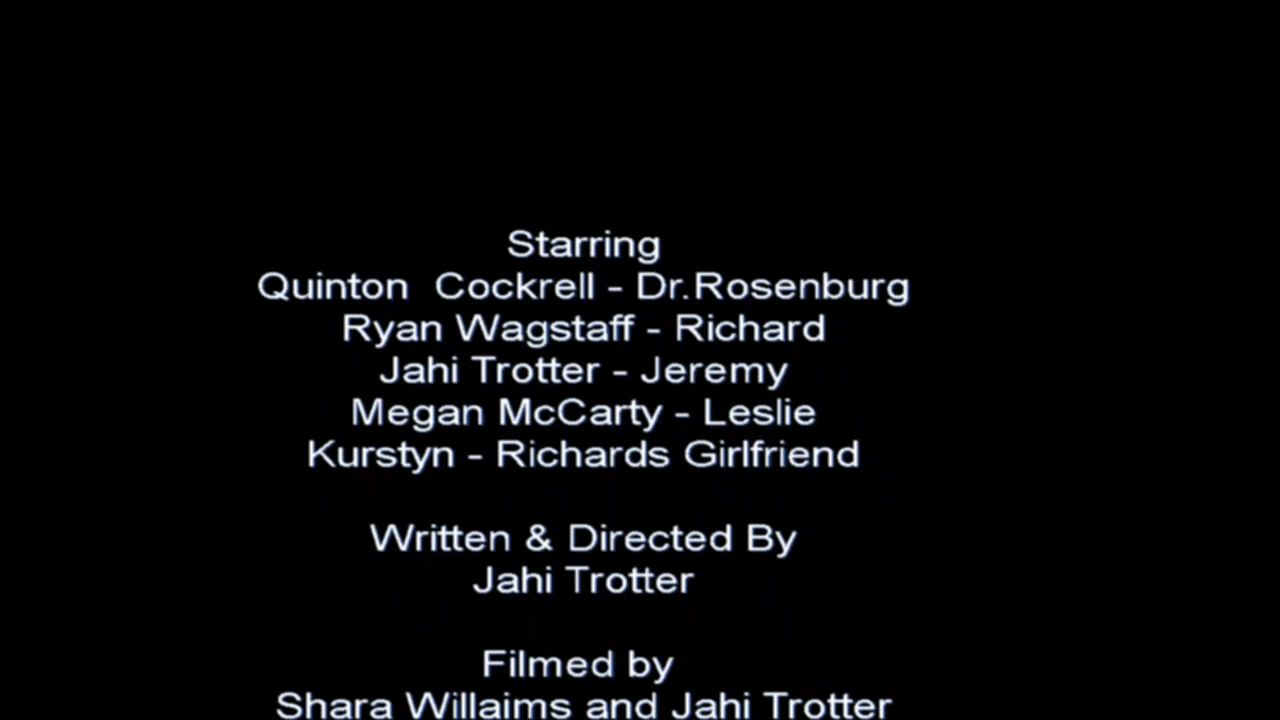 Starring
Quinton  Cockrell - Dr.Rosenburg
Ryan Wagstaff - Richard
Jahi Trotter - Jeremy
Megan McCarty - Leslie
Kurstyn - Richards Girlfriend
Written & Directed By
Jahi Trotter
Filmed by
Shara Willaims and Jahi Trotter